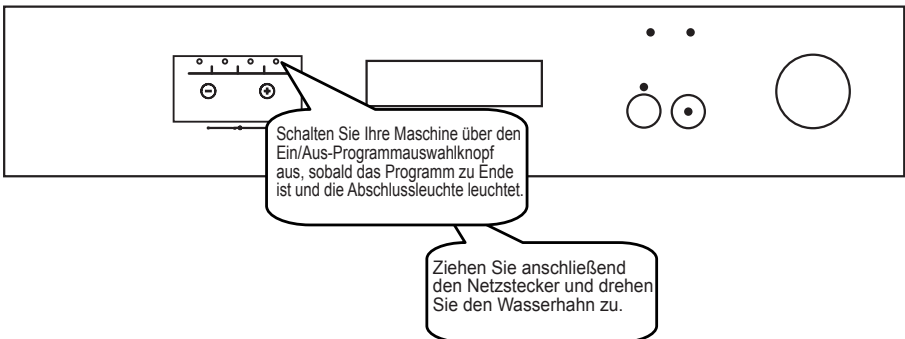 Schalten Sie Ihre Maschine über den
Ein/Aus-Programmauswahlknopf
aus, sobald das Programm zu Ende
ist und die Abschlussleuchte leuchtet.
Ziehen Sie anschließend
den Netzstecker und drehen
Sie den Wasserhahn zu.